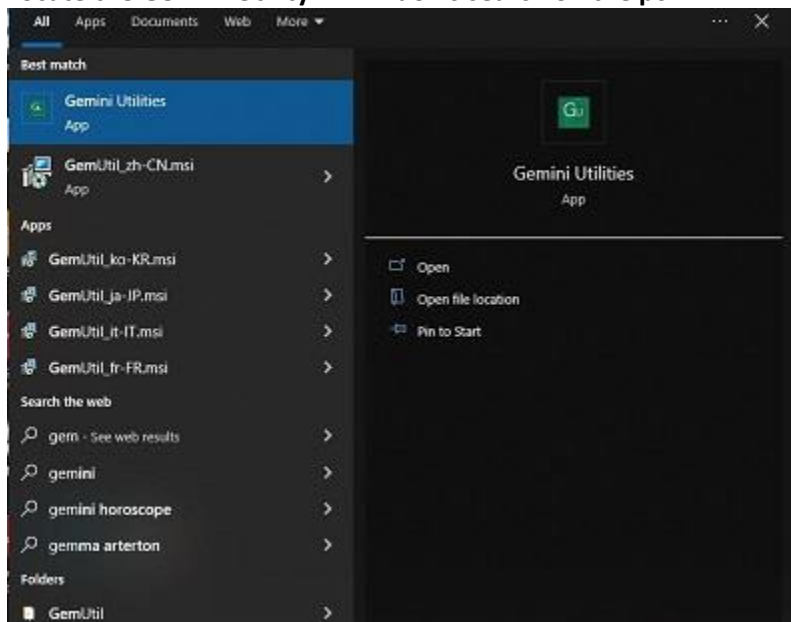 All Apps Documents Web More
Best match
Gemini Utilities
App
GemUtil_zh-CN.msi
App
Apps
GemUtil_ko-KR.msi
GemUtil_ja-JP.msi
GemUtil_it-IT.msi
GemUtil_fr-FR.msi
Search the web
gem - See web results
gemini
gemini horoscope
gemma arterton
Folders
GemUtil
Gu
Gemini Utilities
App
Open
Open file location
Pin to Start